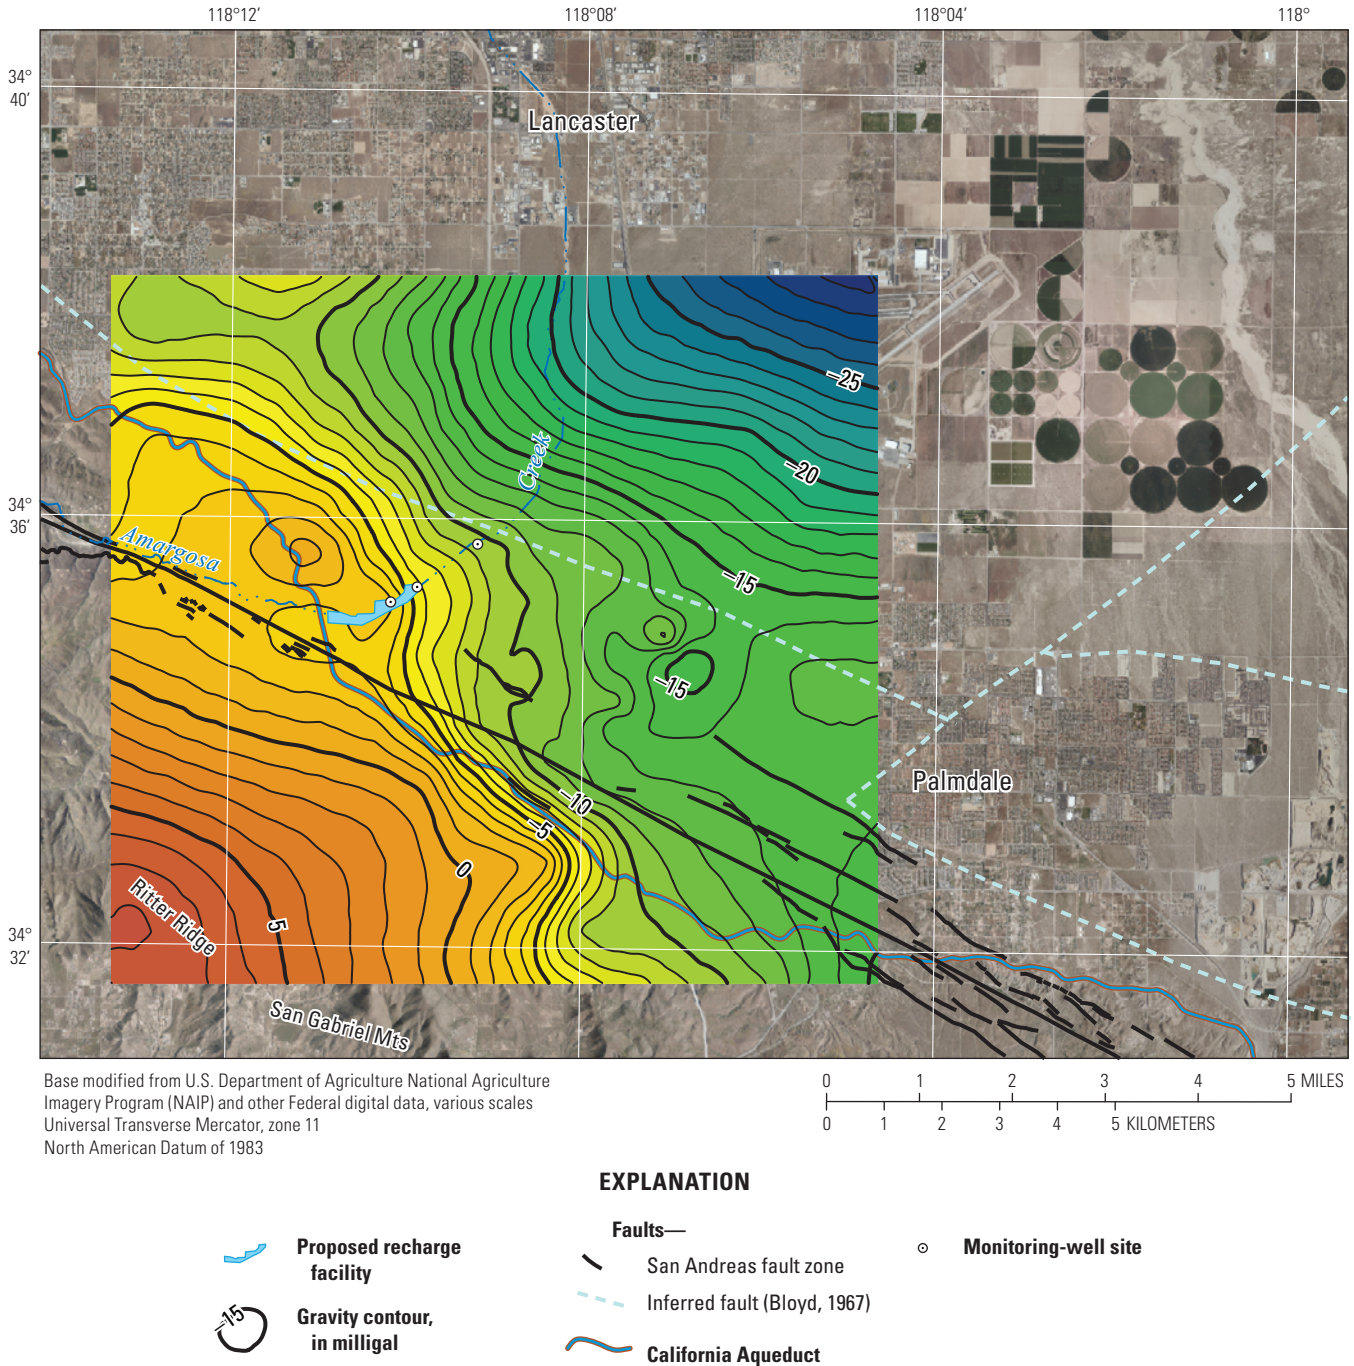 118°12'
118°08'
118°04'
118°
34°
40'
Lancaster
−25
Creek
−20
34°
36'
Amargosa
−15
−15
Palmdale
−10
−5
0
Ritter Ridge
5
34°
32'
San Gabriel Mts
Base modified from U.S. Department of Agriculture National Agriculture
Imagery Program (NAIP) and other Federal digital data, various scales
Universal Transverse Mercator, zone 11
North American Datum of 1983
0 1 2 3 4 5 MILES
0 1 2 3 4 5 KILOMETERS
EXPLANATION
Proposed recharge
facility
−15
Gravity contour,
in milligal
Faults—
San Andreas fault zone
Inferred fault (Bloyd, 1967)
California Aqueduct
Monitoring-well site